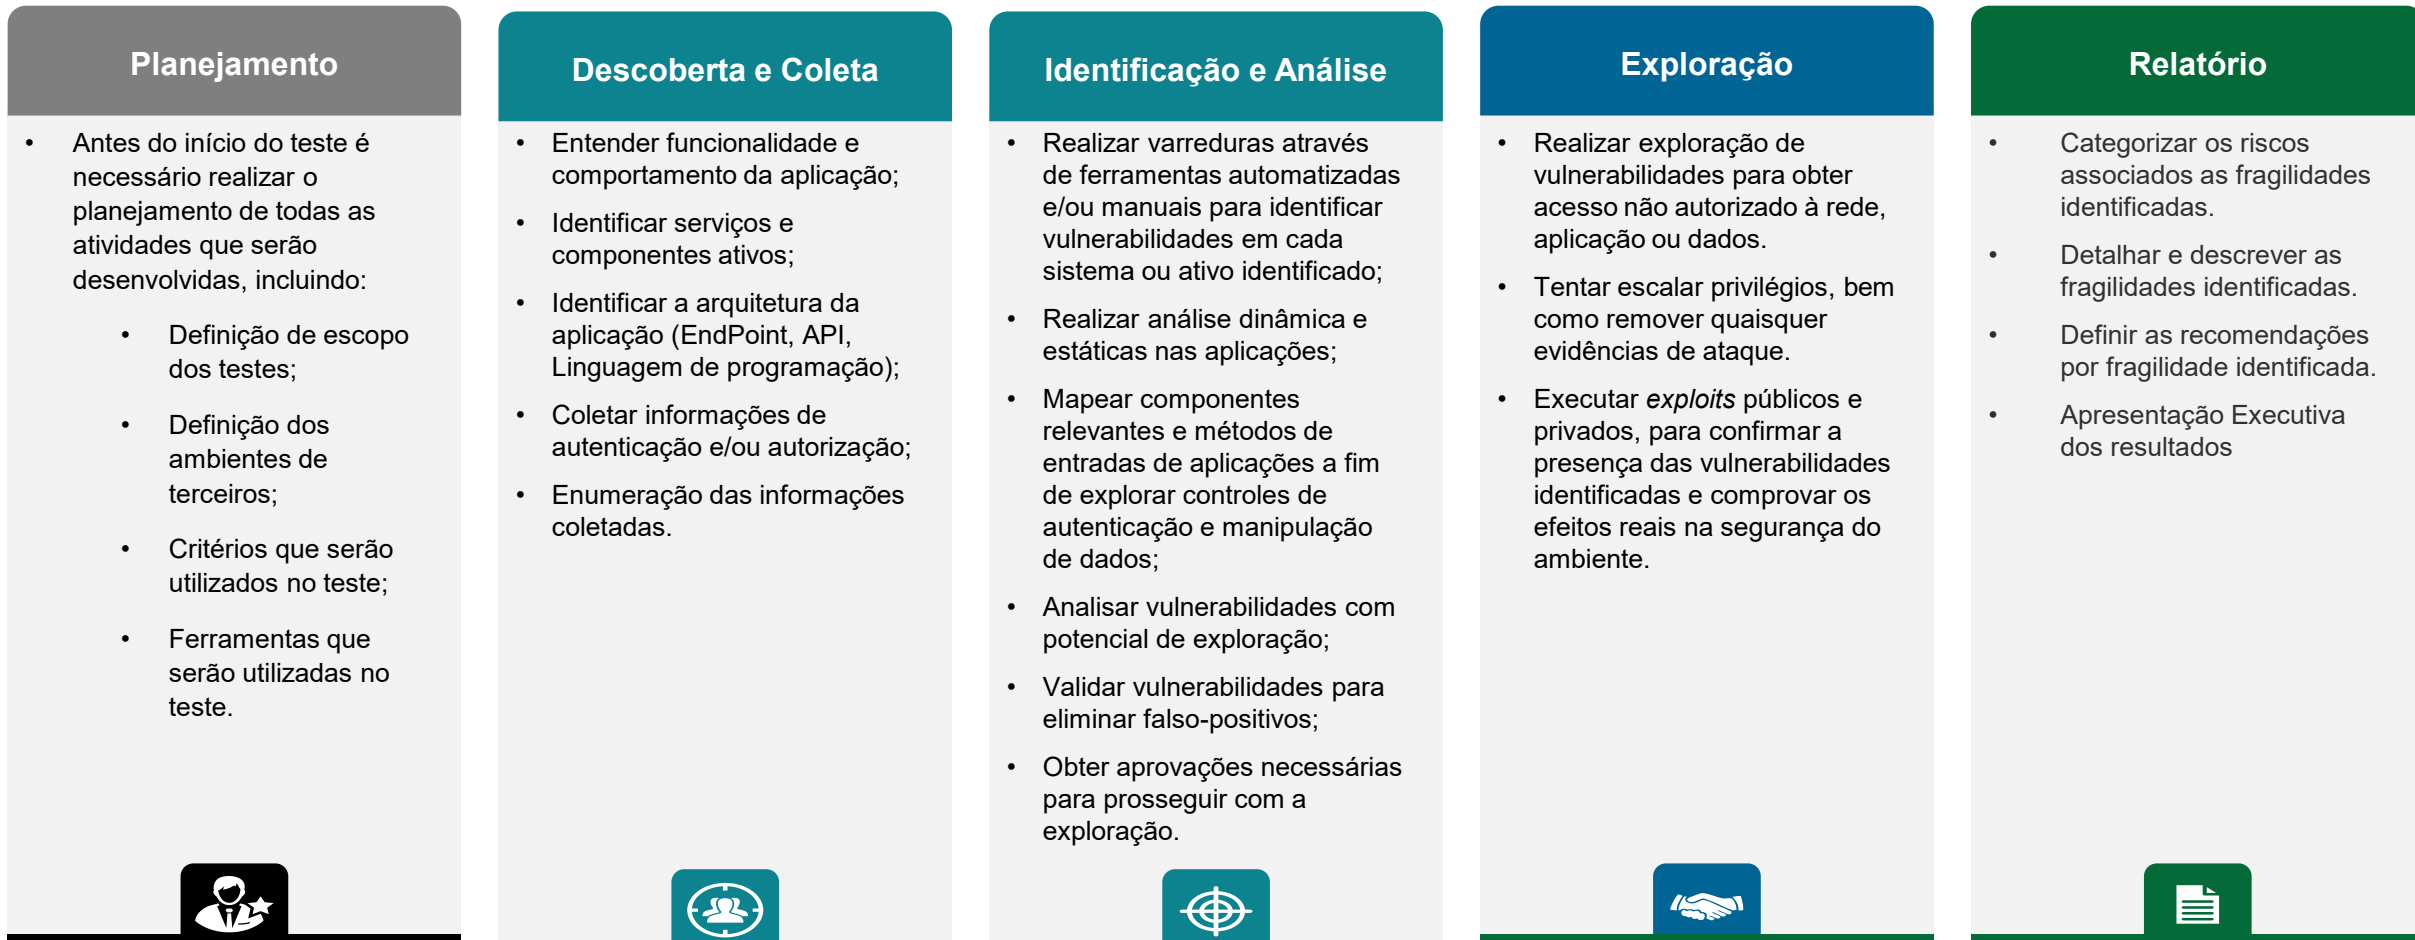 Planejamento
• Antes do início do teste é
necessário realizar o
planejamento de todas as
atividades que serão
desenvolvidas, incluindo:
• Definição de escopo
dos testes;
• Definição dos
ambientes de
terceiros;
• Critérios que serão
utilizados no teste;
• Ferramentas que
serão utilizadas no
teste.
Descoberta e Coleta
• Entender funcionalidade e
comportamento da aplicação;
• Identificar serviços e
componentes ativos;
• Identificar a arquitetura da
aplicação (EndPoint, API,
Linguagem de programação);
• Coletar informações de
autenticação e/ou autorização;
• Enumeração das informações
coletadas.
Identificação e Análise
• Realizar varreduras através
de ferramentas automatizadas
e/ou manuais para identificar
vulnerabilidades em cada
sistema ou ativo identificado;
• Realizar análise dinâmica e
estáticas nas aplicações;
• Mapear componentes
relevantes e métodos de
entradas de aplicações a fim
de explorar controles de
autenticação e manipulação
de dados;
• Analisar vulnerabilidades com
potencial de exploração;
• Validar vulnerabilidades para
eliminar falso-positivos;
• Obter aprovações necessárias
para prosseguir com a
exploração.
Exploração
• Realizar exploração de
vulnerabilidades para obter
acesso não autorizado à rede,
aplicação ou dados.
• Tentar escalar privilégios, bem
como remover quaisquer
evidências de ataque.
• Executar exploits públicos e
privados, para confirmar a
presença das vulnerabilidades
identificadas e comprovar os
efeitos reais na segurança do
ambiente.
Relatório
• Categorizar os riscos
associados as fragilidades
identificadas.
• Detalhar e descrever as
fragilidades identificadas.
• Definir as recomendações
por fragilidade identificada.
• Apresentação Executiva
dos resultados